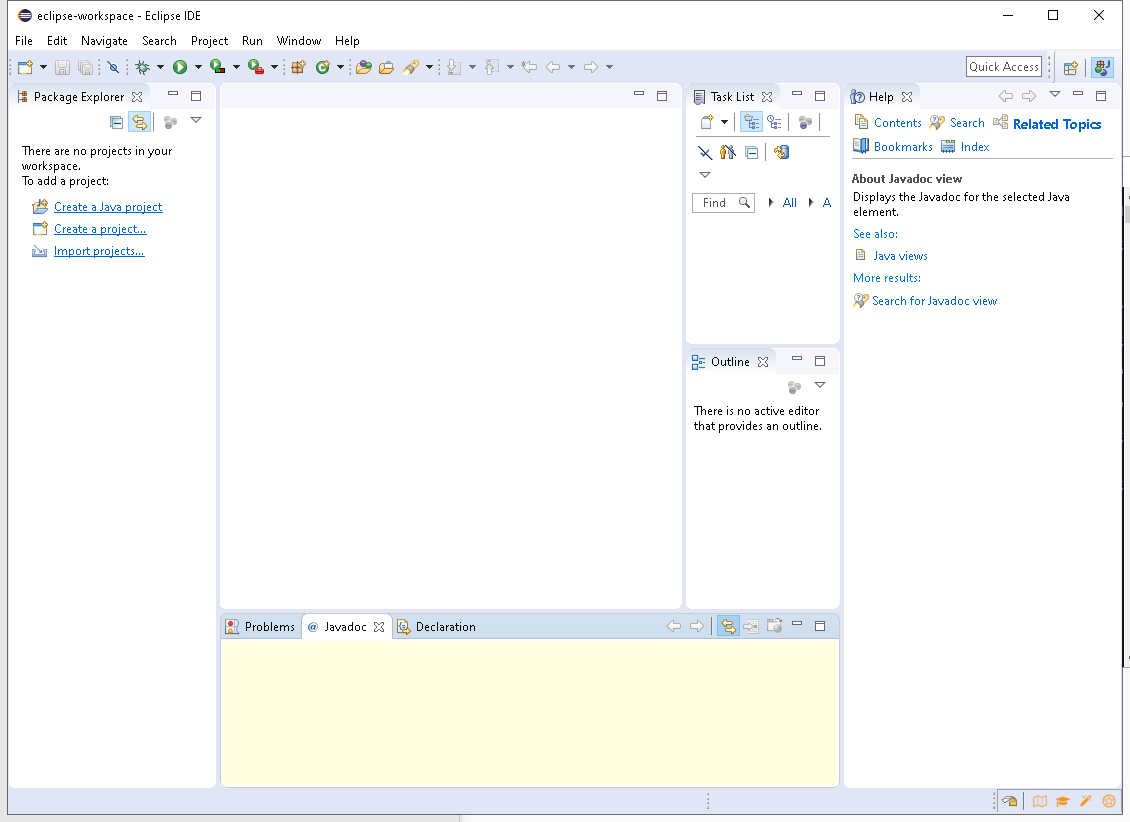 eclipse-workspace - Eclipse IDE
File Edit Navigate Search Project Run Window Help
Quick Access
Package Explorer
There are no projects in your
workspace.
To add a project:
Create a Java project
Create a project...
Import projects...
Task List
Find All A
Outline
There is no active editor
that provides an outline.
Help
Contents Search Related Topics
Bookmarks Index
About Javadoc view
Displays the Javadoc for the selected Java
element.
See also:
Java views
More results:
Search for Javadoc view
Problems @ Javadoc Declaration